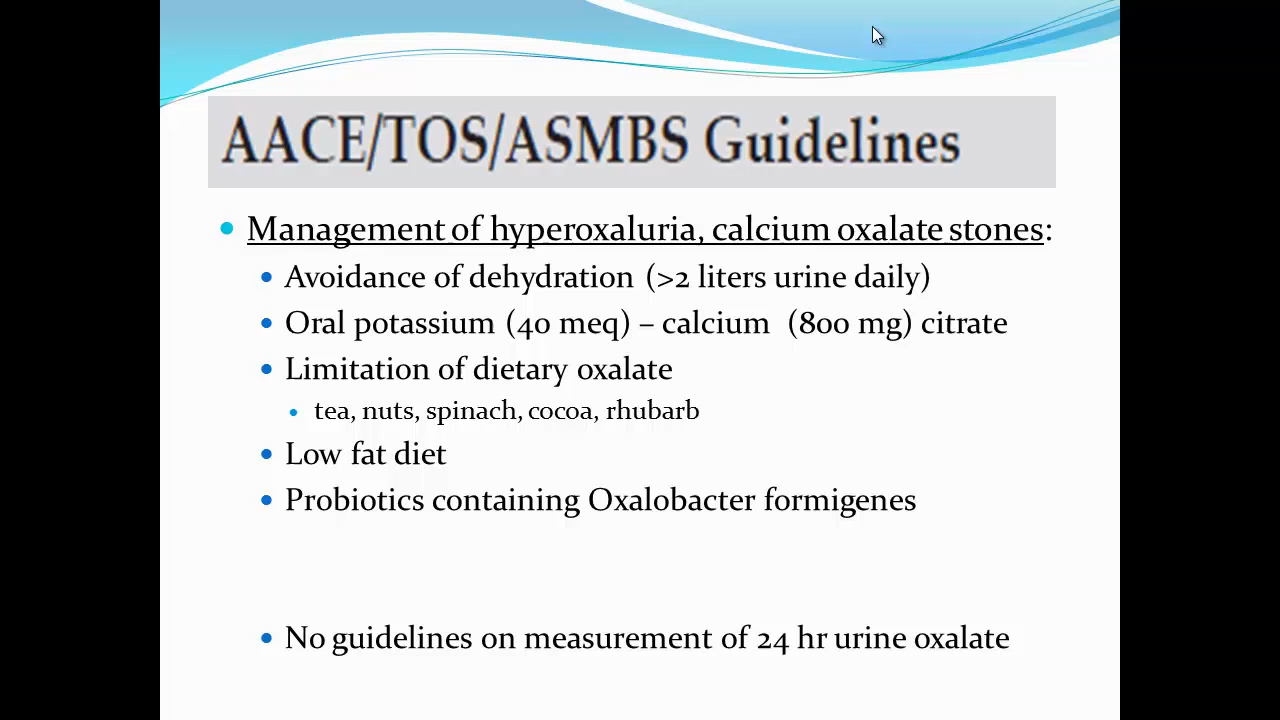 AACE/TOS/ASMBS Guidelines
Management of hyperoxaluria, calcium oxalate stones:
Avoidance of dehydration (>2 liters urine daily)
Oral potassium (40 meq) – calcium (800 mg) citrate
Limitation of dietary oxalate
tea, nuts, spinach, cocoa, rhubarb
Low fat diet
Probiotics containing Oxalobacter formigenes
No guidelines on measurement of 24 hr urine oxalate